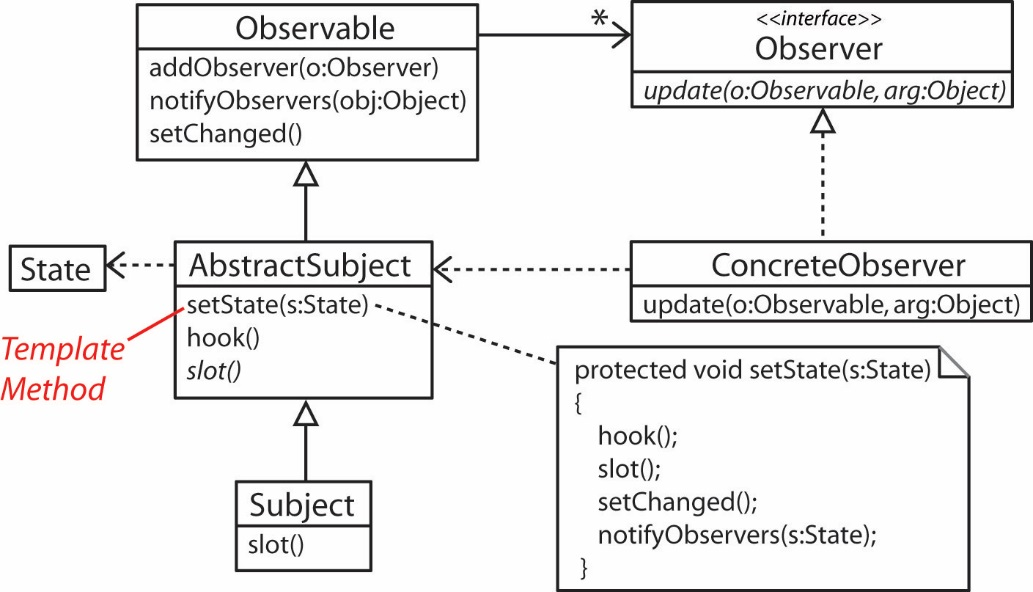 Observable
addObserver(o:Observer)
notifyObservers(obj:Object)
setChanged()
*
<<interface>>
Observer
update(o:Observable, arg:Object)
State
AbstractSubject
setState(s:State)
hook()
slot()
Template
Method
ConcreteObserver
update(o:Observable, arg:Object)
protected void setState(s:State)
{
hook();
slot();
setChanged();
notifyObservers(s:State);
}
Subject
slot()